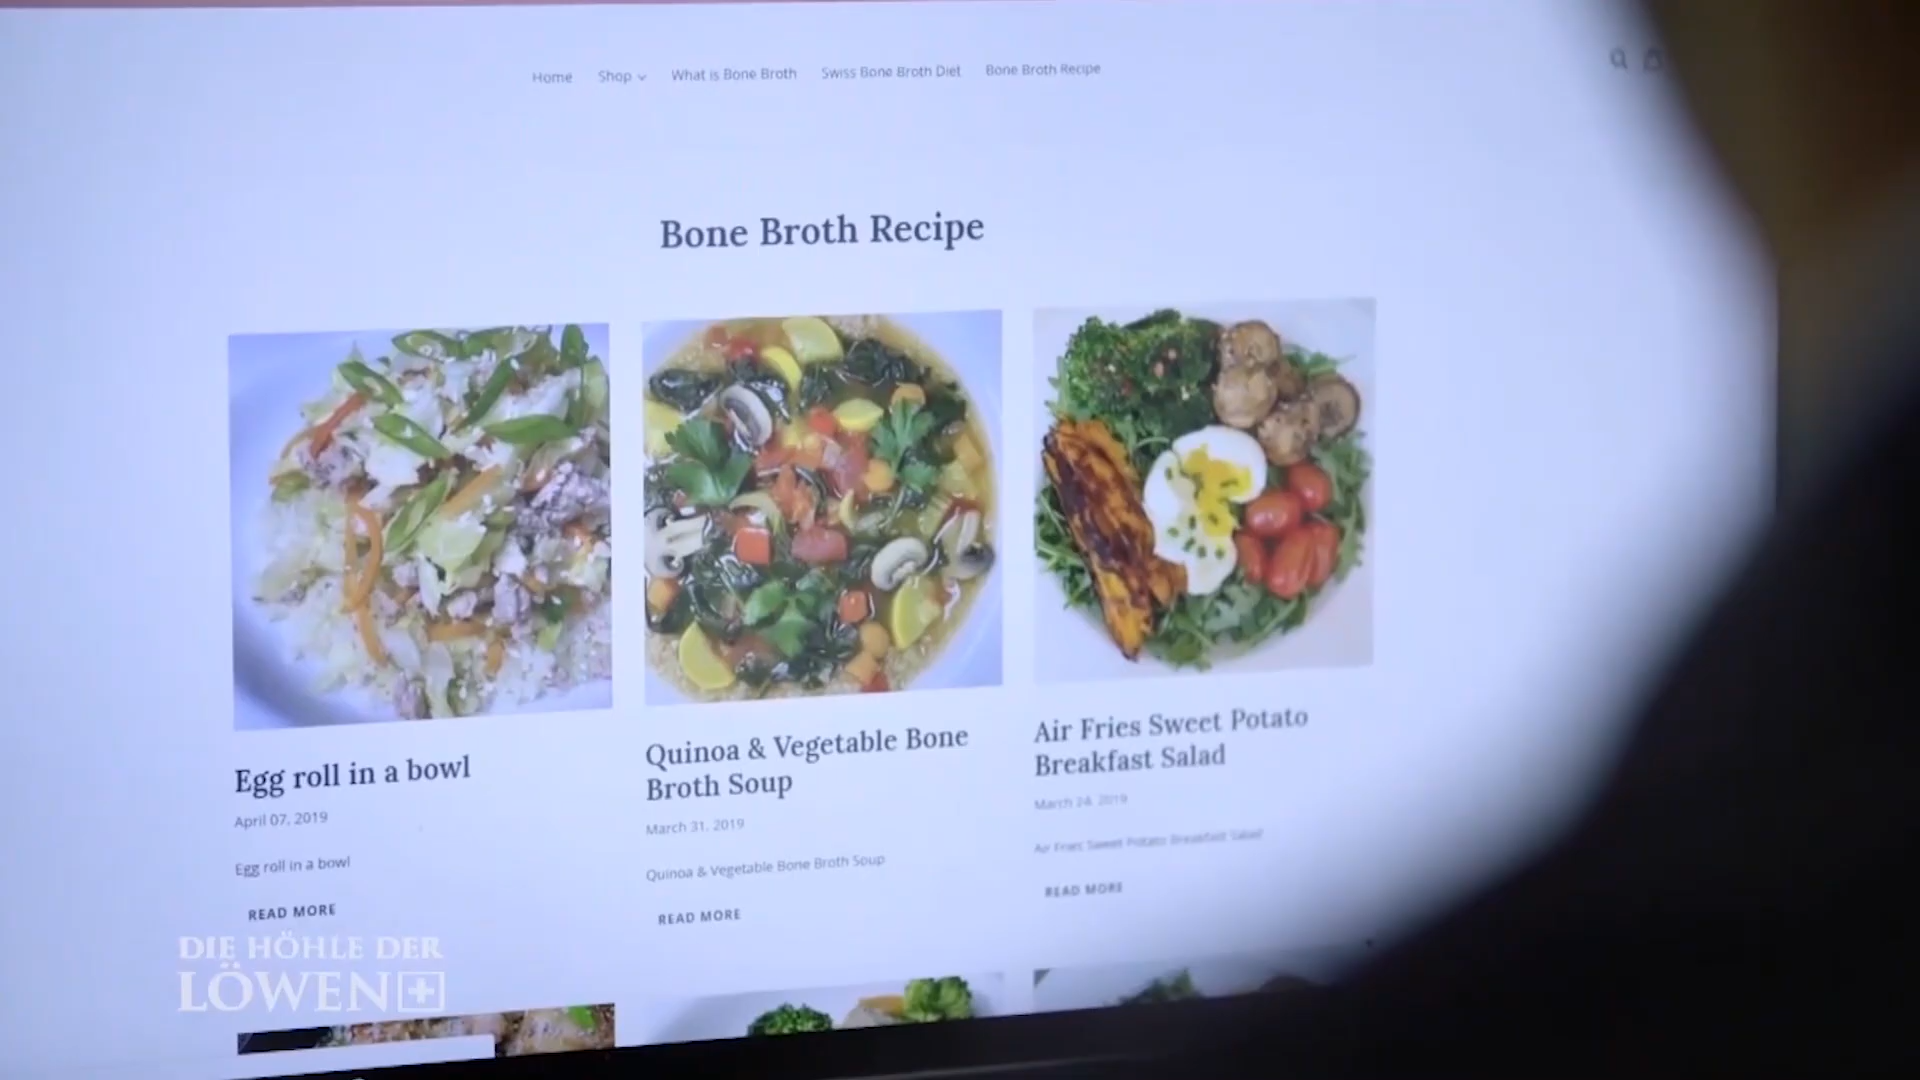 Home Shop What is Bone Broth Swiss Bone Broth Diet Bone Broth Recipe
Bone Broth Recipe
Egg roll in a bowl
April 07, 2019
Egg roll in a bowl
READ MORE
Quinoa & Vegetable Bone
Broth Soup
March 31, 2019
Quinoa & Vegetable Bone Broth Soup
READ MORE
Air Fries Sweet Potato
Breakfast Salad
March 24, 2019
Air Fries Sweet Potato Breakfast Salad
READ MORE
DIE HÖHLE DER
LÖWEN